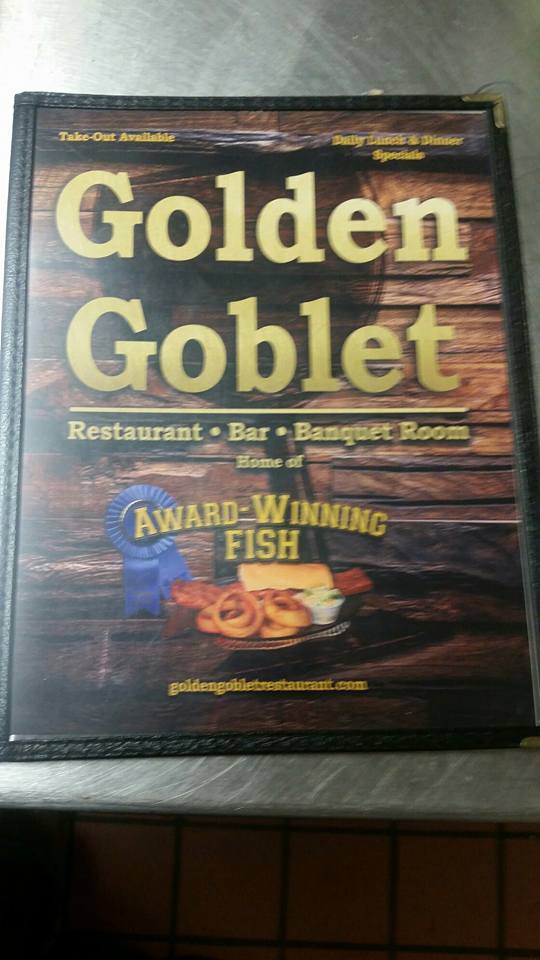 Take-Out Available
Daily Lunch & Dinner
Specials
Golden
Goblet
Restaurant • Bar • Banquet Room
Home of
AWARD-WINNING
FISH
goldengobletrestaurant.com